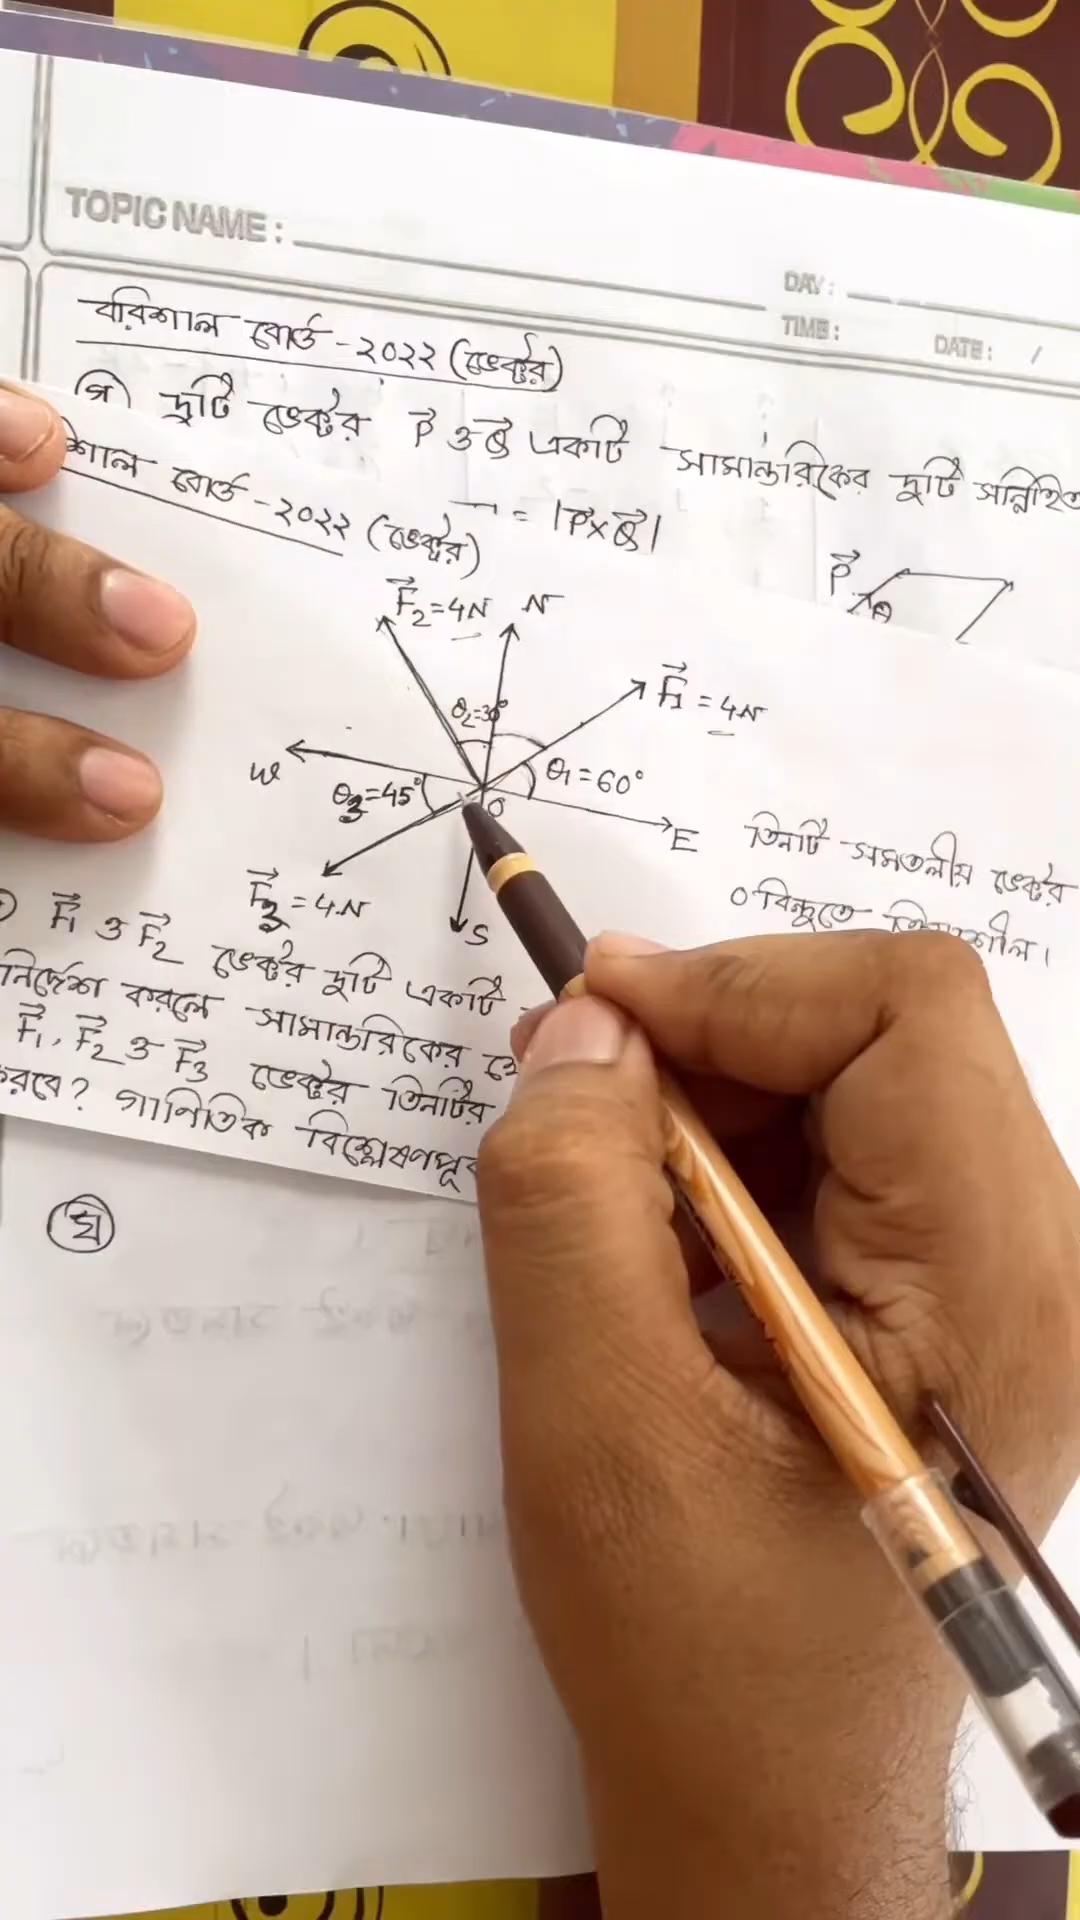 TOPIC NAME :
DAY :
TIME :
DATE : /
বরিশাল বোর্ড - ২০২২ (ভেক্টর)
গ) দুটি ভেক্টর P⃗ ও Q⃗ একটি সামান্তরিকের দুটি সন্নিহিত
= |P⃗×Q⃗|
P⃗
θ
শাল বোর্ড - ২০২২ (ভেক্টর)
F⃗₂ = 4N
N
F⃗₁ = 4N
θ₂=30°
W
θ₃=45°
θ₁ = 60°
O
E
F⃗₃ = 4N
S
তিনটি সমতলীয় ভেক্টর
O বিন্দুতে
F⃗₁ ও F⃗₂ ভেক্টর দুটি একটি
নির্দেশ করলে সামান্তরিকের
F⃗₁, F⃗₂ ও F⃗₃ ভেক্টর তিনটির
করবে? গাণিতিক
ঘ